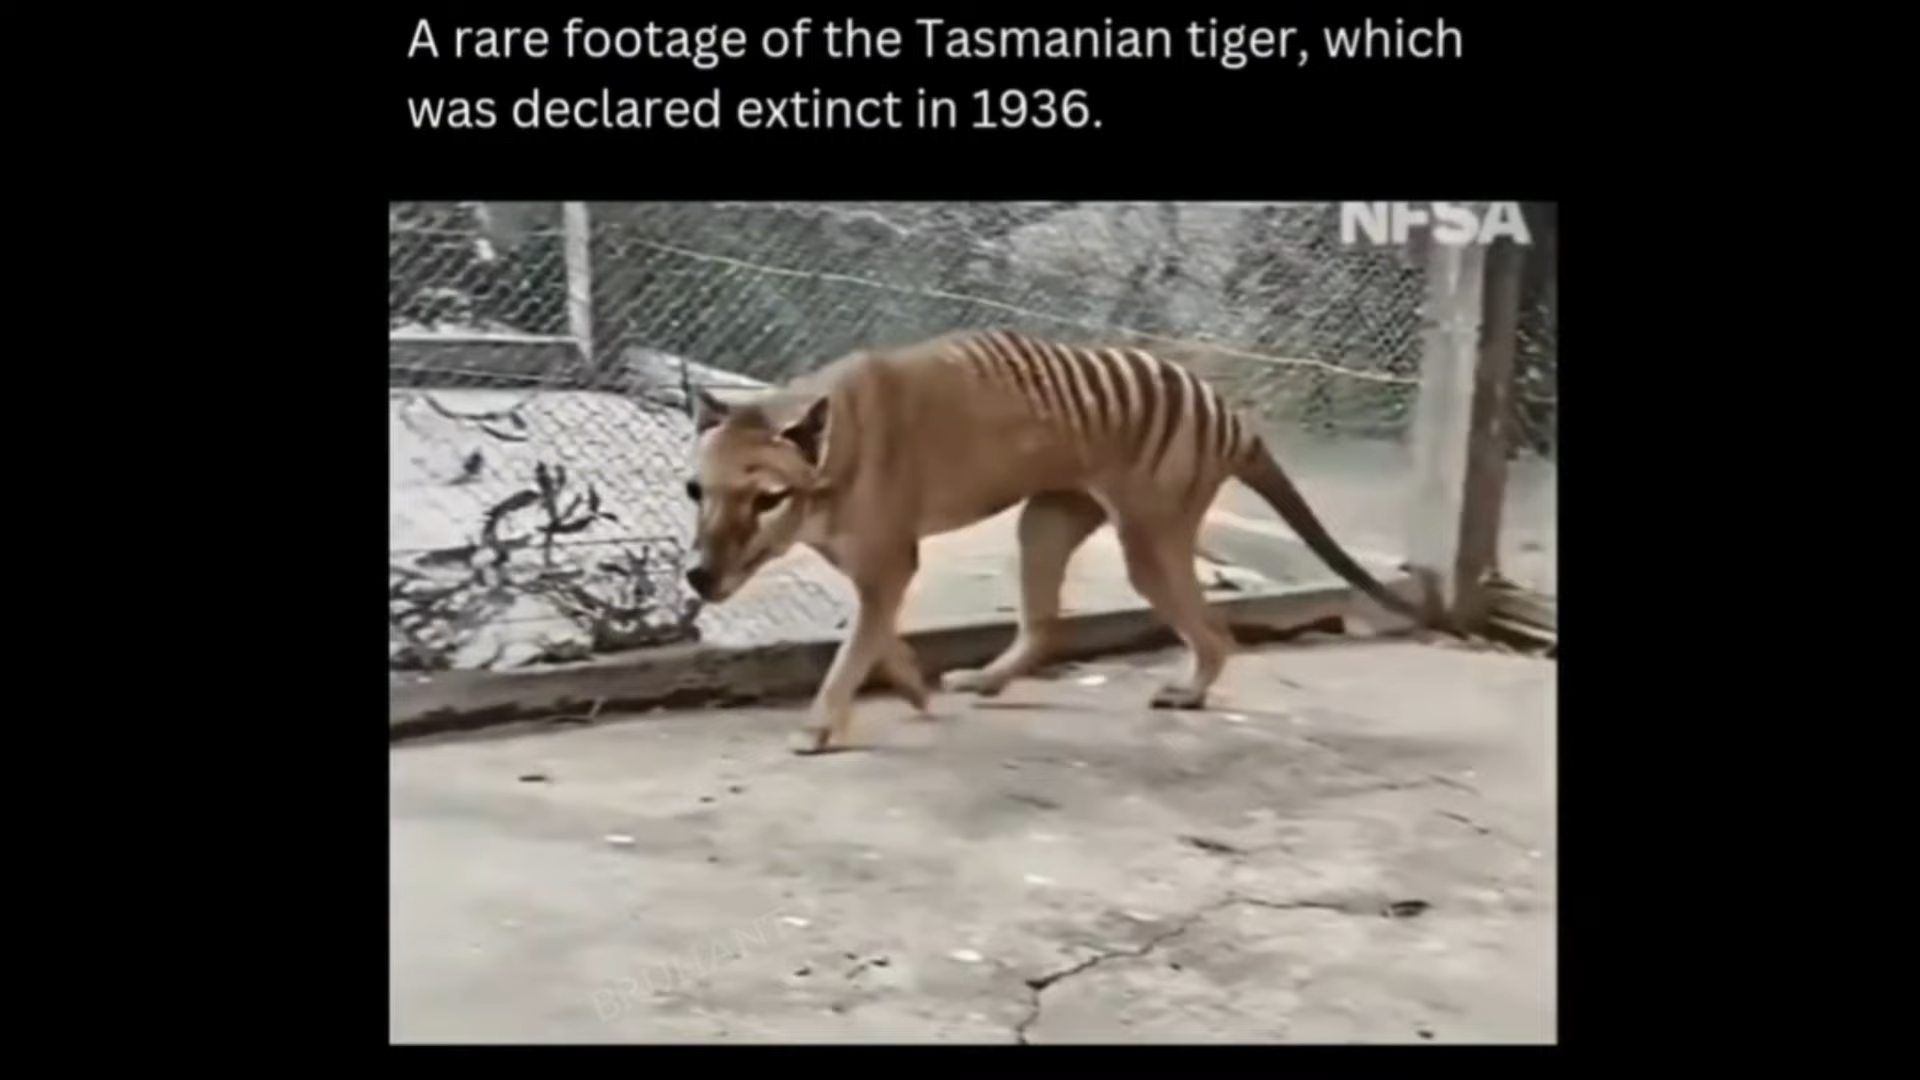 A rare footage of the Tasmanian tiger, which
was declared extinct in 1936.
NFSA